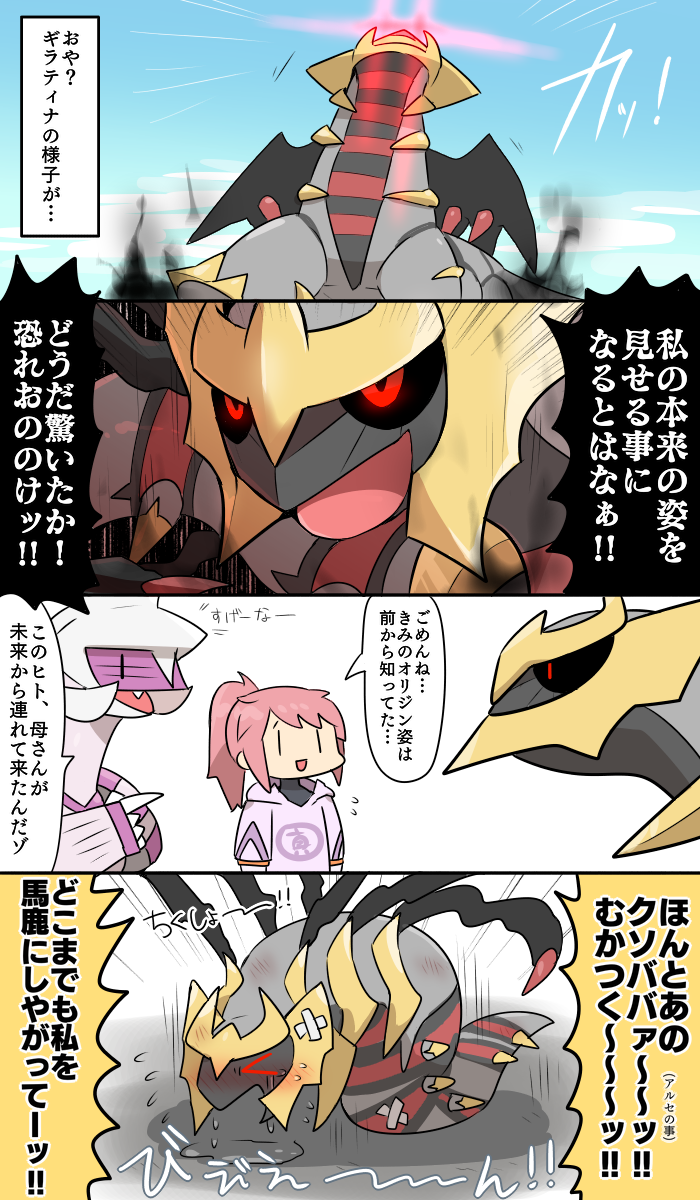 おや?
ギラティナの様子が…
カッ!
私の本来の姿を
見せる事に
なるとはなぁ!!
どうだ驚いたか!
恐れおののけッ!!
ごめんね…
きみのオリジン姿は
前から知ってた…
すげーなー
このヒト、母さんが
未来から連れて来たんだゾ
ほんとあの
クソババァ～～ッ!!
(アルセの事)
むかつく～～～ッ!!
ちくしょ～～!!
どこまでも私を
馬鹿にしやがってーッ!!
びえ～～ん!!